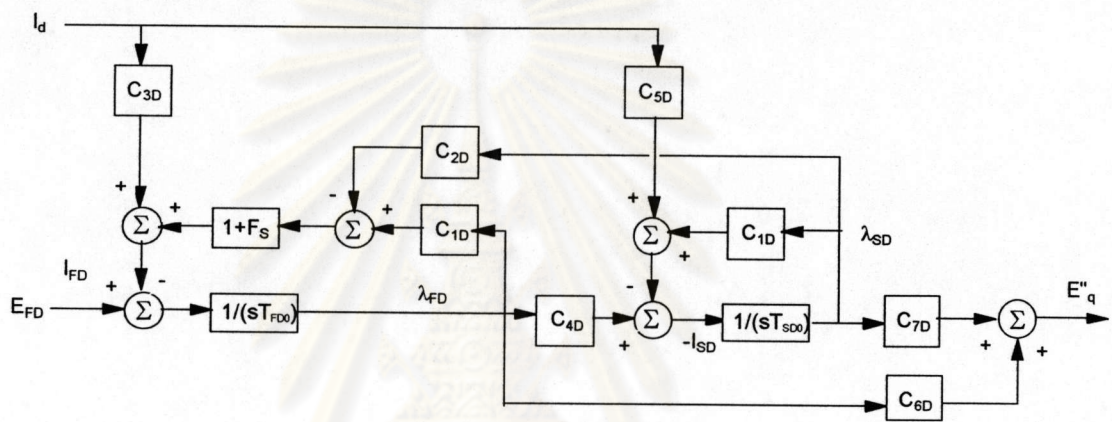 I_d
C_3D
C_5D
C_2D
- +
+ + 1+F_S Σ C_1D
+ Σ + C_1D λ_SD
Σ
I_FD + - λ_FD - E"_q
E_FD Σ 1/(sT_FD0) C_4D + Σ -I_SD 1/(sT_SD0) C_7D + Σ +
C_6D